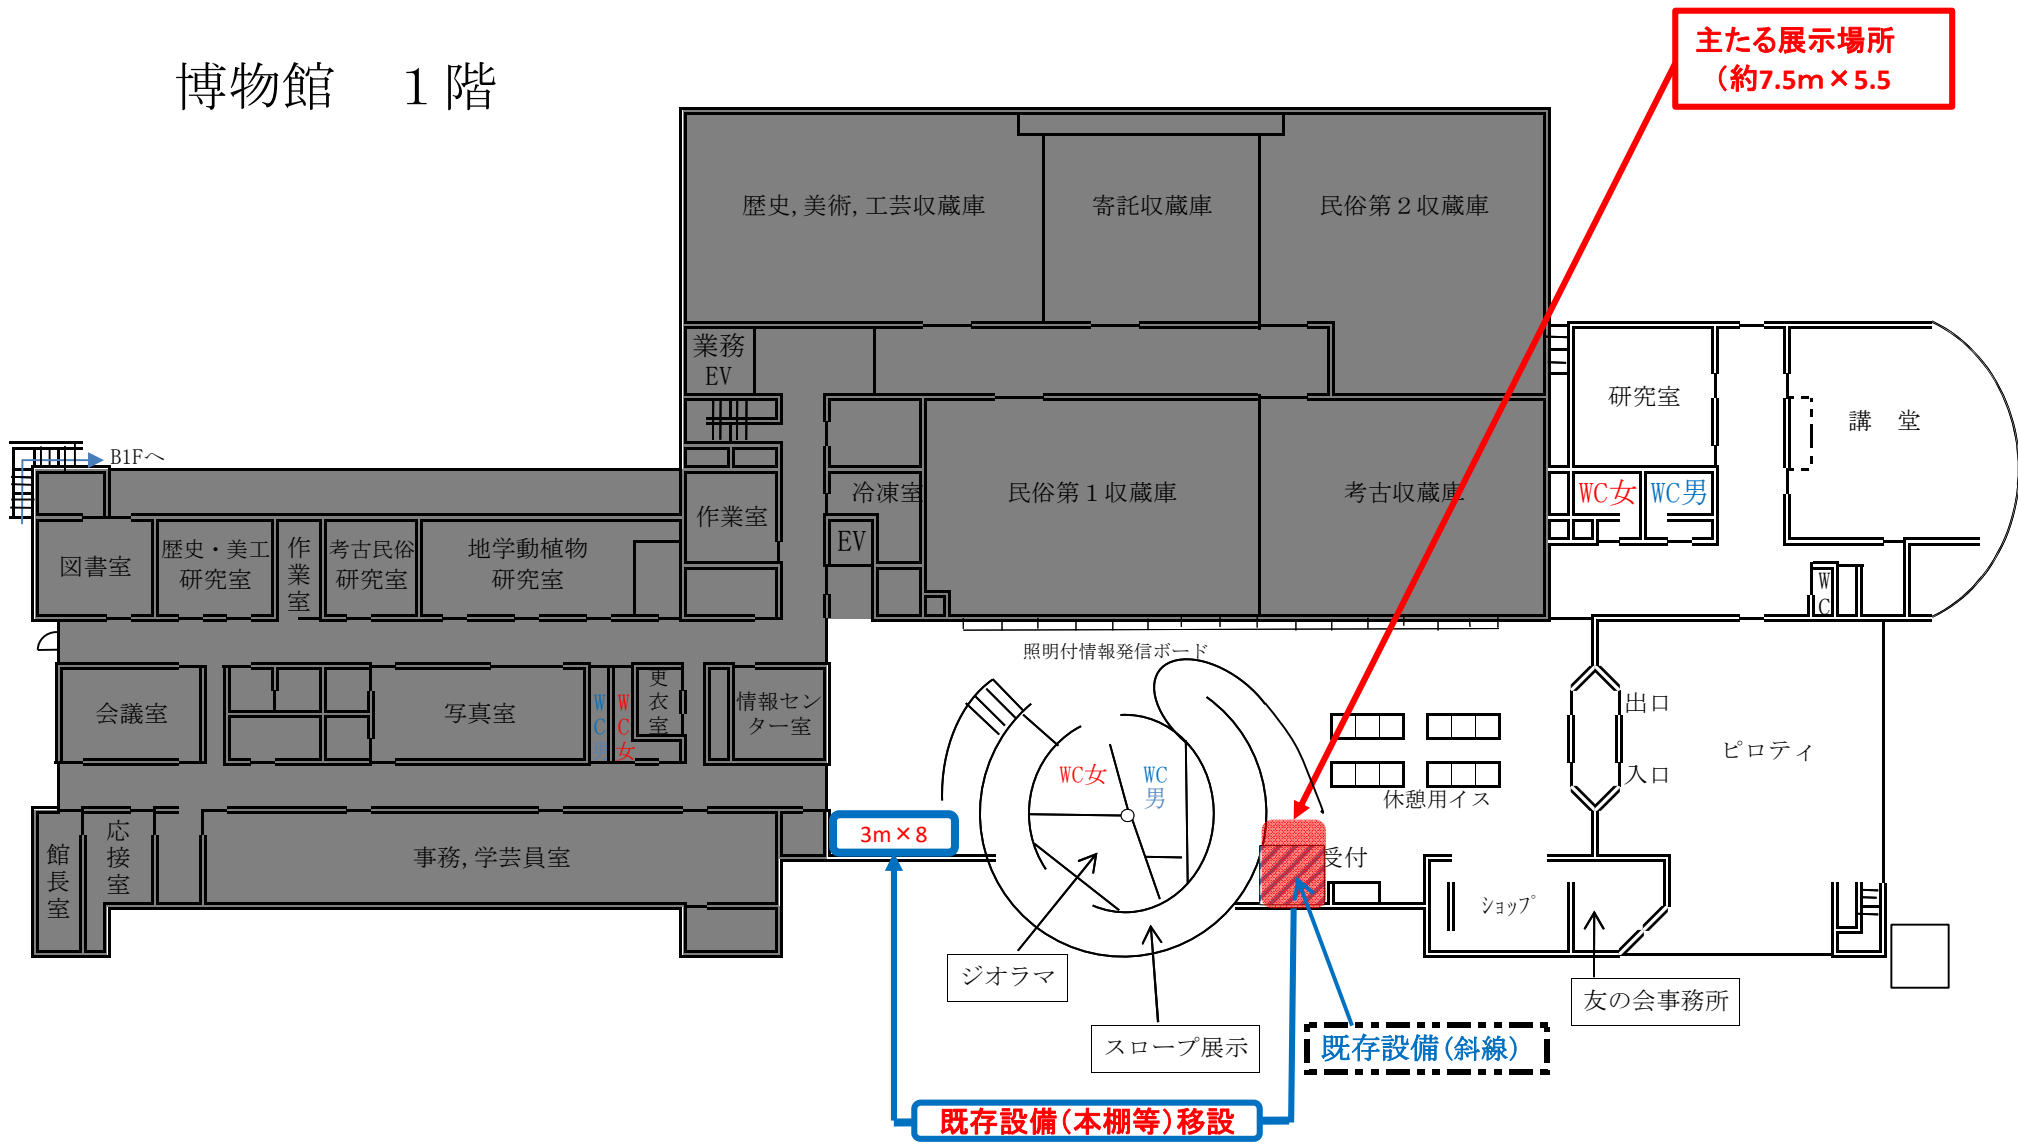 主たる展示場所
（約7.5m×5.5
博物館　１階
歴史,美術,工芸収蔵庫
寄託収蔵庫
民俗第２収蔵庫
業務
EV
研究室
講　堂
B1Fへ
冷凍室
民俗第１収蔵庫
考古収蔵庫
WC女
WC男
作業室
EV
図書室
歴史・美工
研究室
作
業
室
考古民俗
研究室
地学動植物
研究室
W
C
照明付情報発信ボード
会議室
写真室
W
C
男
W
C
女
更
衣
室
情報セン
ター室
出口
ピロティ
入口
WC女
WC
男
休憩用イス
3m×8
館
長
室
応
接
室
事務,学芸員室
受付
ショップ
ジオラマ
友の会事務所
スロープ展示
既存設備(斜線)
既存設備(本棚等)移設